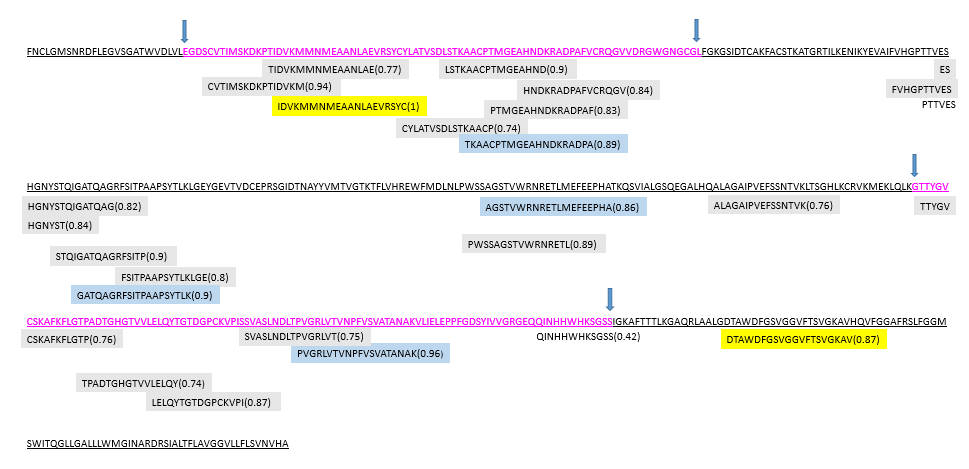 FNCLGMSNRDFLEGVSGATWVDLVLEGDSCVTIMSKDKPTIDVKMMNMEAANLAEVRSYCYLATVSDLSTKAACPTMGEAHNDKRADPAFVCRQGVVDRGWGNGCGLFGKGSIDTCAKFACSTKATGRTILKENIKYEVAIFVHGPTTVES
TIDVKMMNMEAANLAE(0.77) LSTKAACPTMGEAHND(0.9) ES
CVTIMSKDKPTIDVKM(0.94) HNDKRADPAFVCRQGV(0.84) FVHGPTTVES
IDVKMMNMEAANLAEVRSYC(1) PTMGEAHNDKRADPAF(0.83) PTTVES
CYLATVSDLSTKAACP(0.74)
TKAACPTMGEAHNDKRADPA(0.89)
HGNYSTQIGATQAGRFSITPAAPSYTLKLGEYGEVTVDCEPRSGIDTNAYYVMTVGTKTFLVHREWFMDLNLPWSSAGSTVWRNRETLMEFEEPHATKQSVIALGSQEGALHQALAGAIPVEFSSNTVKLTSGHLKCRVKMEKLQLKGTTYGV
HGNYSTQIGATQAG(0.82) AGSTVWRNRETLMEFEEPHA(0.86) ALAGAIPVEFSSNTVK(0.76) TTYGV
HGNYST(0.84)
PWSSAGSTVWRNRETL(0.89)
STQIGATQAGRFSITP(0.9)
FSITPAAPSYTLKLGE(0.8)
GATQAGRFSITPAAPSYTLK(0.9)
CSKAFKFLGTPADTGHGTVVLELQYTGTDGPCKVPISSVASLNDLTPVGRLVTVNPFVSVATANAKVLIELEPPFGDSYIVVGRGEQQINHHWHKSGSSIGKAFTTTLKGAQRLAALGDTAWDFGSVGGVFTSVGKAVHQVFGGAFRSLFGGM
CSKAFKFLGTP(0.76) SVASLNDLTPVGRLVT(0.75) QINHHWHKSGSS(0.42) DTAWDFGSVGGVFTSVGKAV(0.87)
PVGRLVTVNPFVSVATANAK(0.96)
TPADTGHGTVVLELQY(0.74)
LELQYTGTDGPCKVPI(0.87)
SWITQGLLGALLLWMGINARDRSIALTFLAVGGVLLFLSVNVHA